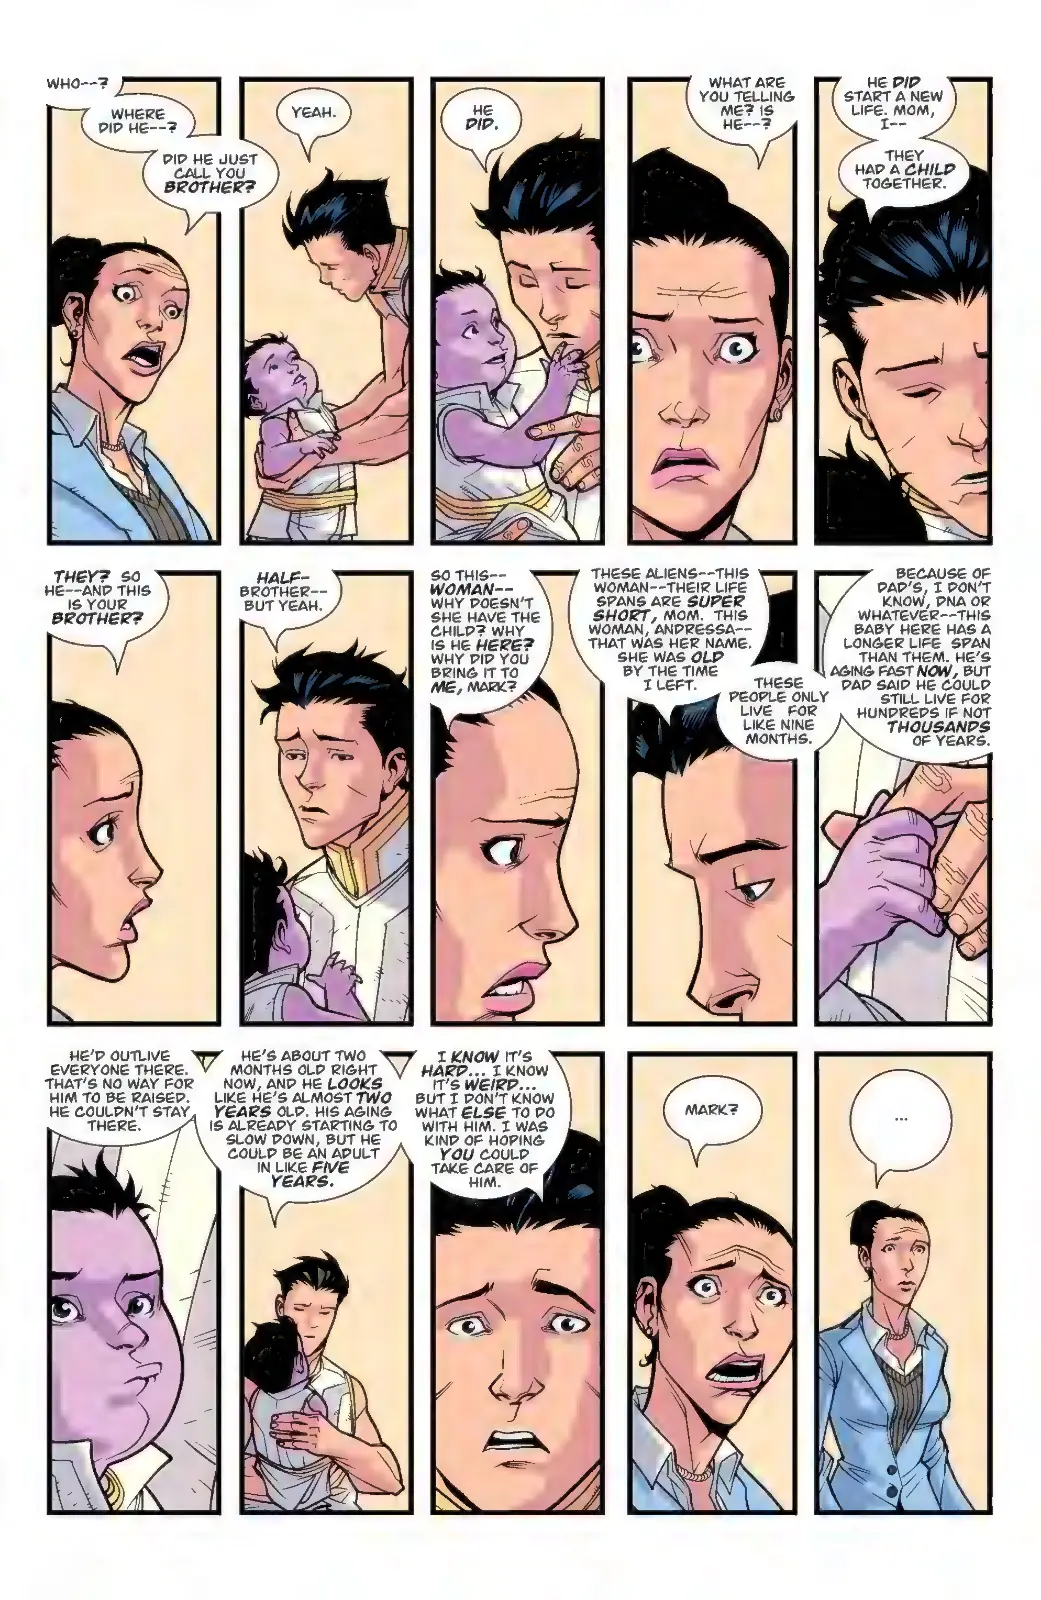 WHO--?
WHERE
DID HE--?
DID HE JUST
CALL YOU
BROTHER?
YEAH.
HE
DID.
WHAT ARE
YOU TELLING
ME? IS
HE--?
HE DID
START A NEW
LIFE. MOM,
I--
THEY
HAD A CHILD
TOGETHER.
THEY? SO
HE--AND THIS
IS YOUR
BROTHER?
HALF-
BROTHER--
BUT YEAH.
SO THIS--
WOMAN--
WHY DOESN'T
SHE HAVE THE
CHILD? WHY
IS HE HERE?
WHY DID YOU
BRING IT TO
ME, MARK?
THESE ALIENS--THIS
WOMAN--THEIR LIFE
SPANS ARE SUPER
SHORT, MOM. THIS
WOMAN, ANDRESSA--
THAT WAS HER NAME.
SHE WAS OLD
BY THE TIME
I LEFT.
THESE
PEOPLE ONLY
LIVE FOR
LIKE NINE
MONTHS.
BECAUSE OF
DAD'S, I DON'T
KNOW, DNA OR
WHATEVER--THIS
BABY HERE HAS A
LONGER LIFE SPAN
THAN THEM. HE'S
AGING FAST NOW, BUT
DAD SAID HE COULD
STILL LIVE FOR
HUNDREDS IF NOT
THOUSANDS
OF YEARS.
HE'D OUTLIVE
EVERYONE THERE.
THAT'S NO WAY FOR
HIM TO BE RAISED.
HE COULDN'T STAY
THERE.
HE'S ABOUT TWO
MONTHS OLD RIGHT
NOW, AND HE LOOKS
LIKE HE'S ALMOST TWO
YEARS OLD. HIS AGING
IS ALREADY STARTING TO
SLOW DOWN, BUT HE
COULD BE AN ADULT
IN LIKE FIVE
YEARS.
I KNOW IT'S
HARD... I KNOW
IT'S WEIRD...
BUT I DON'T KNOW
WHAT ELSE TO DO
WITH HIM. I WAS
KIND OF HOPING
YOU COULD
TAKE CARE OF
HIM.
MARK?
...